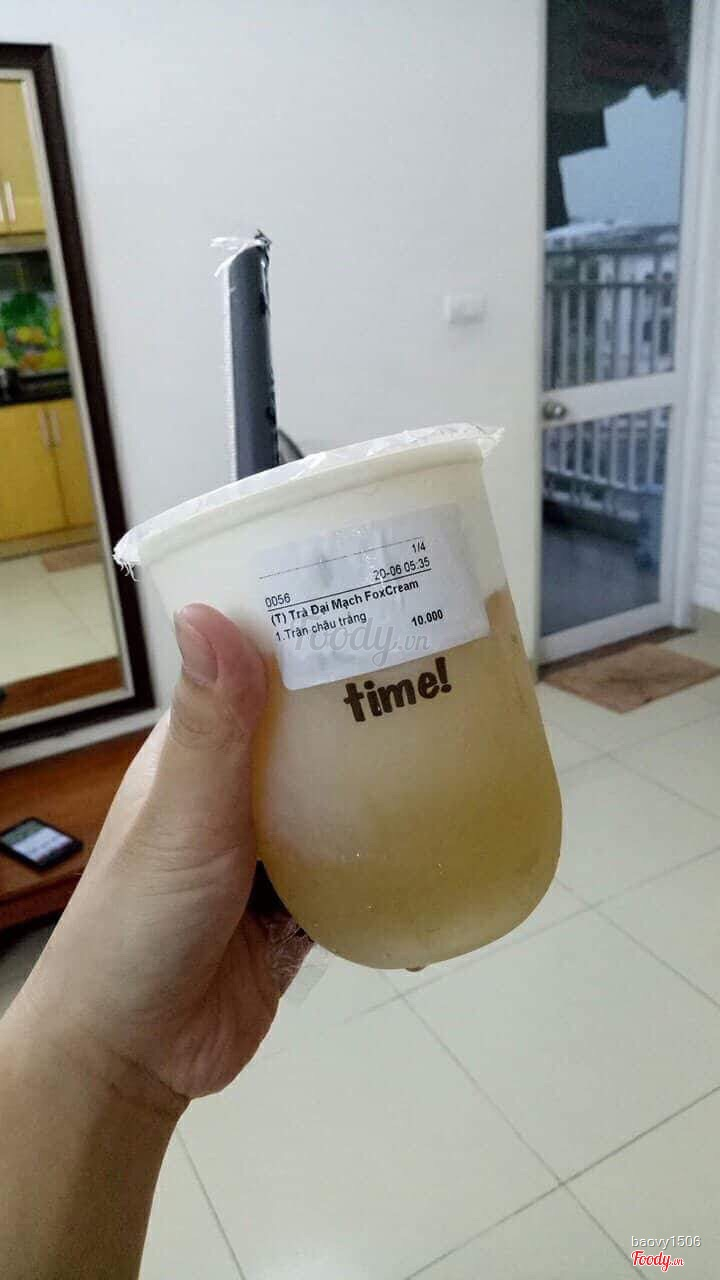 1/4
0056 20-06 05:35
(T) Trà Đại Mạch FoxCream
1.Trân châu trắng 10.000
foody.vn
time!
baovy1506
Foody.vn